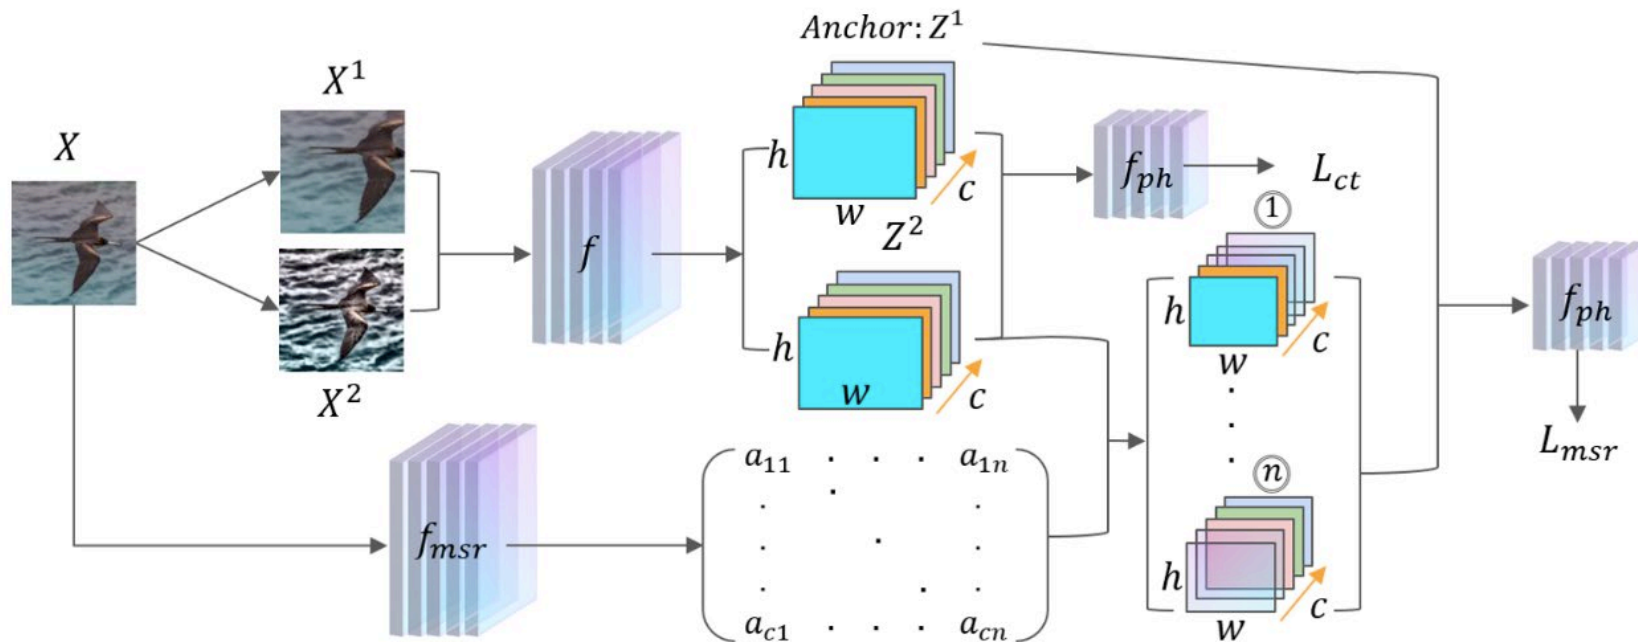 Anchor: Z¹
X¹
X
h
w
c
f_ph
L_ct
Z²
f
①
h
w
c
f_ph
h
w
c
X²
L_msr
a₁₁ . . . a₁ₙ
f_msr
ⓝ
h
w
c
a_c1 . . . a_cn